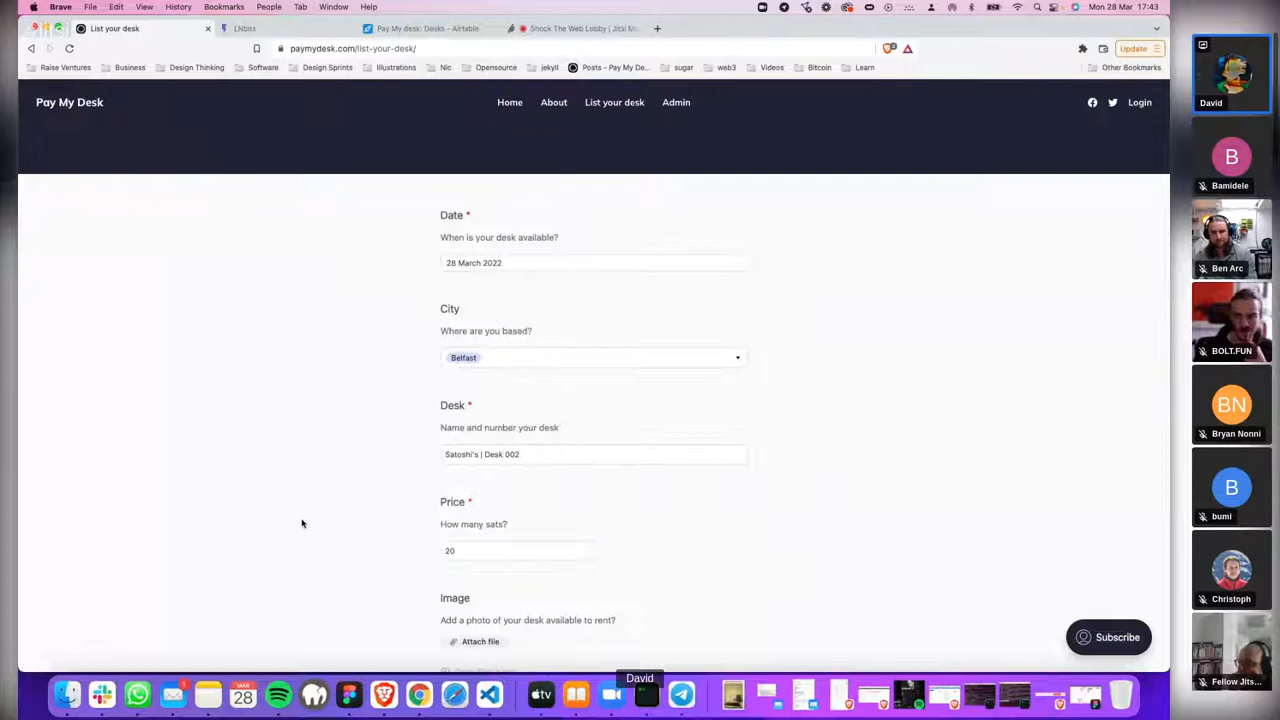 Brave File Edit View History Bookmarks People Tab Window Help
Mon 28 Mar 17:43
List your desk
LNbits
Pay My desk: Desks - Airtable
Shock The Web Lobby | Jitsi M
paymydesk.com/list-your-desk/
Update
Raise Ventures Business Design Thinking Software Design Sprints Illustrations Nic Opensource jekyll Posts - Pay My De... sugar web3 Videos Bitcoin Learn Other Bookmarks
Pay My Desk
Home About List your desk Admin
Login
Date *
When is your desk available?
28 March 2022
City
Where are you based?
Belfast
Desk *
Name and number your desk
Satoshi's | Desk 002
Price *
How many sats?
20
Image
Add a photo of your desk available to rent?
Attach file
Subscribe
David
MAR
28
1
tv
David
B
Bamidele
Ben Arc
BOLT.FUN
BN
Bryan Nonni
B
bumi
Christoph
Fellow Jits...